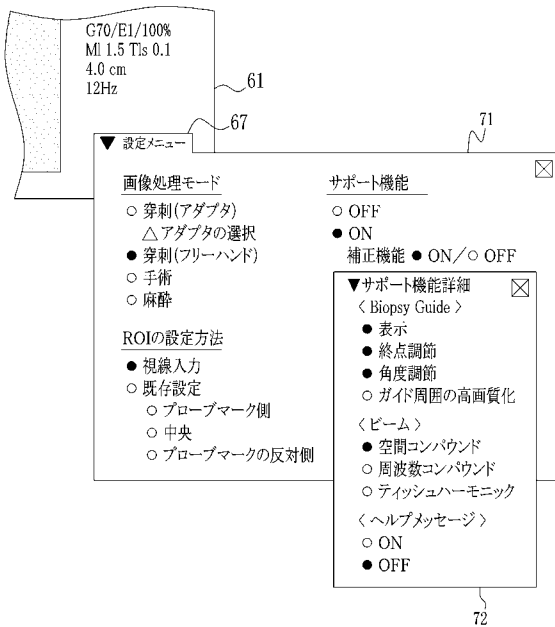 G70/E1/100%
MI 1.5 TIs 0.1
4.0 cm
12Hz
61
67
71
▼ 設定メニュー
画像処理モード
○ 穿刺(アダプタ)
△アダプタの選択
● 穿刺(フリーハンド)
○ 手術
○ 麻酔
ROIの設定方法
● 視線入力
○ 既存設定
○ プローブマーク側
○ 中央
○ プローブマークの反対側
サポート機能
○ OFF
● ON
補正機能 ● ON/○ OFF
▼サポート機能詳細
〈 Biopsy Guide 〉
● 表示
● 終点調節
● 角度調節
○ ガイド周囲の高画質化
〈 ビーム 〉
● 空間コンパウンド
○ 周波数コンパウンド
○ ティッシュハーモニック
〈 ヘルプメッセージ 〉
○ ON
● OFF
72